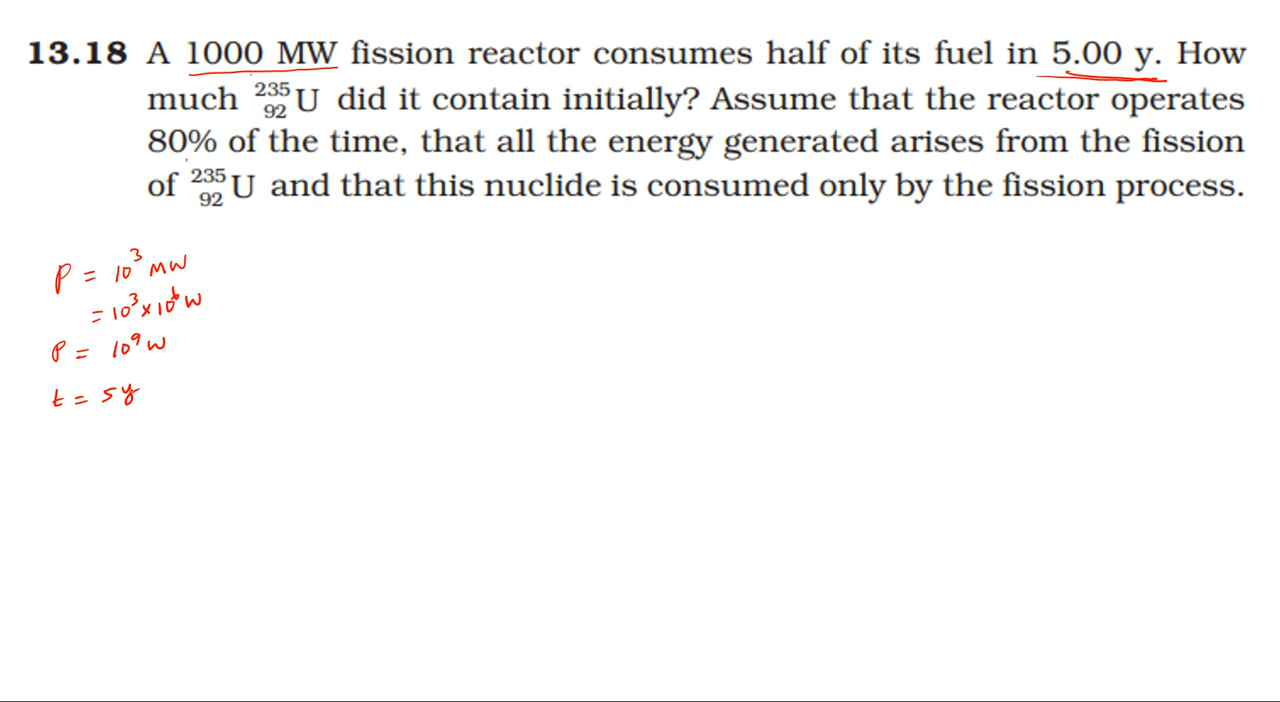 13.18 A 1000 MW fission reactor consumes half of its fuel in 5.00 y. How
much ²³⁵₉₂U did it contain initially? Assume that the reactor operates
80% of the time, that all the energy generated arises from the fission
of ²³⁵₉₂U and that this nuclide is consumed only by the fission process.
P = 10³ MW
= 10³ × 10⁶ W
P = 10⁹ W
t = 5y